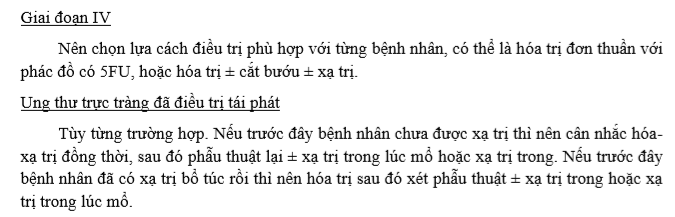 Giai đoạn IV
Nên chọn lựa cách điều trị phù hợp với từng bệnh nhân, có thể là hóa trị đơn thuần với
phác đồ có 5FU, hoặc hóa trị ± cắt bướu ± xạ trị.
Ung thư trực tràng đã điều trị tái phát
Tùy từng trường hợp. Nếu trước đây bệnh nhân chưa được xạ trị thì nên cân nhắc hóa-
xạ trị đồng thời, sau đó phẫu thuật lại ± xạ trị trong lúc mổ hoặc xạ trị trong. Nếu trước đây
bệnh nhân đã có xạ trị bổ túc rồi thì nên hóa trị sau đó xét phẫu thuật ± xạ trị trong hoặc xạ
trị trong lúc mổ.